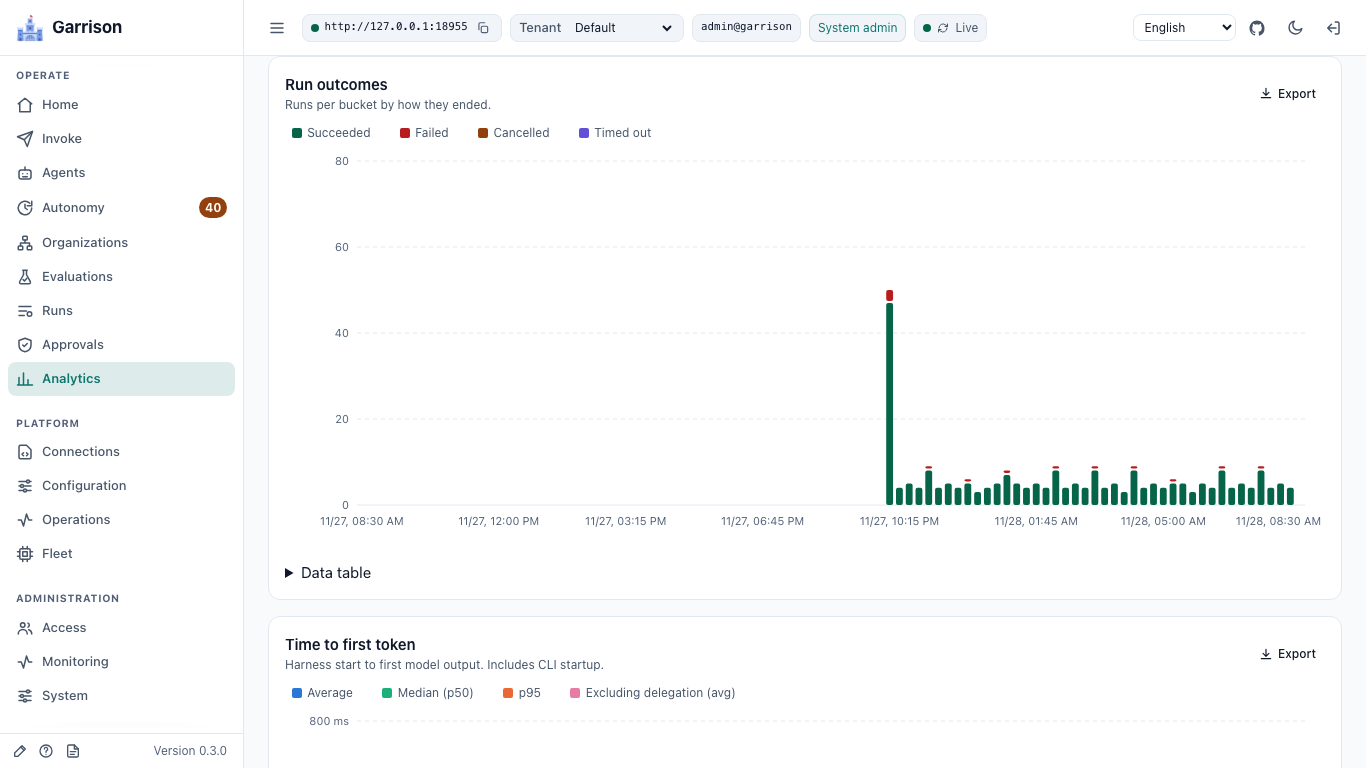 Garrison
http://127.0.0.1:18955
Tenant Default
admin@garrison
System admin
Live
English
OPERATE
Home
Invoke
Agents
Autonomy 40
Organizations
Evaluations
Runs
Approvals
Analytics
PLATFORM
Connections
Configuration
Operations
Fleet
ADMINISTRATION
Access
Monitoring
System
Version 0.3.0
Run outcomes
Runs per bucket by how they ended.
Export
Succeeded Failed Cancelled Timed out
80
60
40
20
0
11/27, 08:30 AM 11/27, 12:00 PM 11/27, 03:15 PM 11/27, 06:45 PM 11/27, 10:15 PM 11/28, 01:45 AM 11/28, 05:00 AM 11/28, 08:30 AM
Data table
Time to first token
Harness start to first model output. Includes CLI startup.
Export
Average Median (p50) p95 Excluding delegation (avg)
800 ms